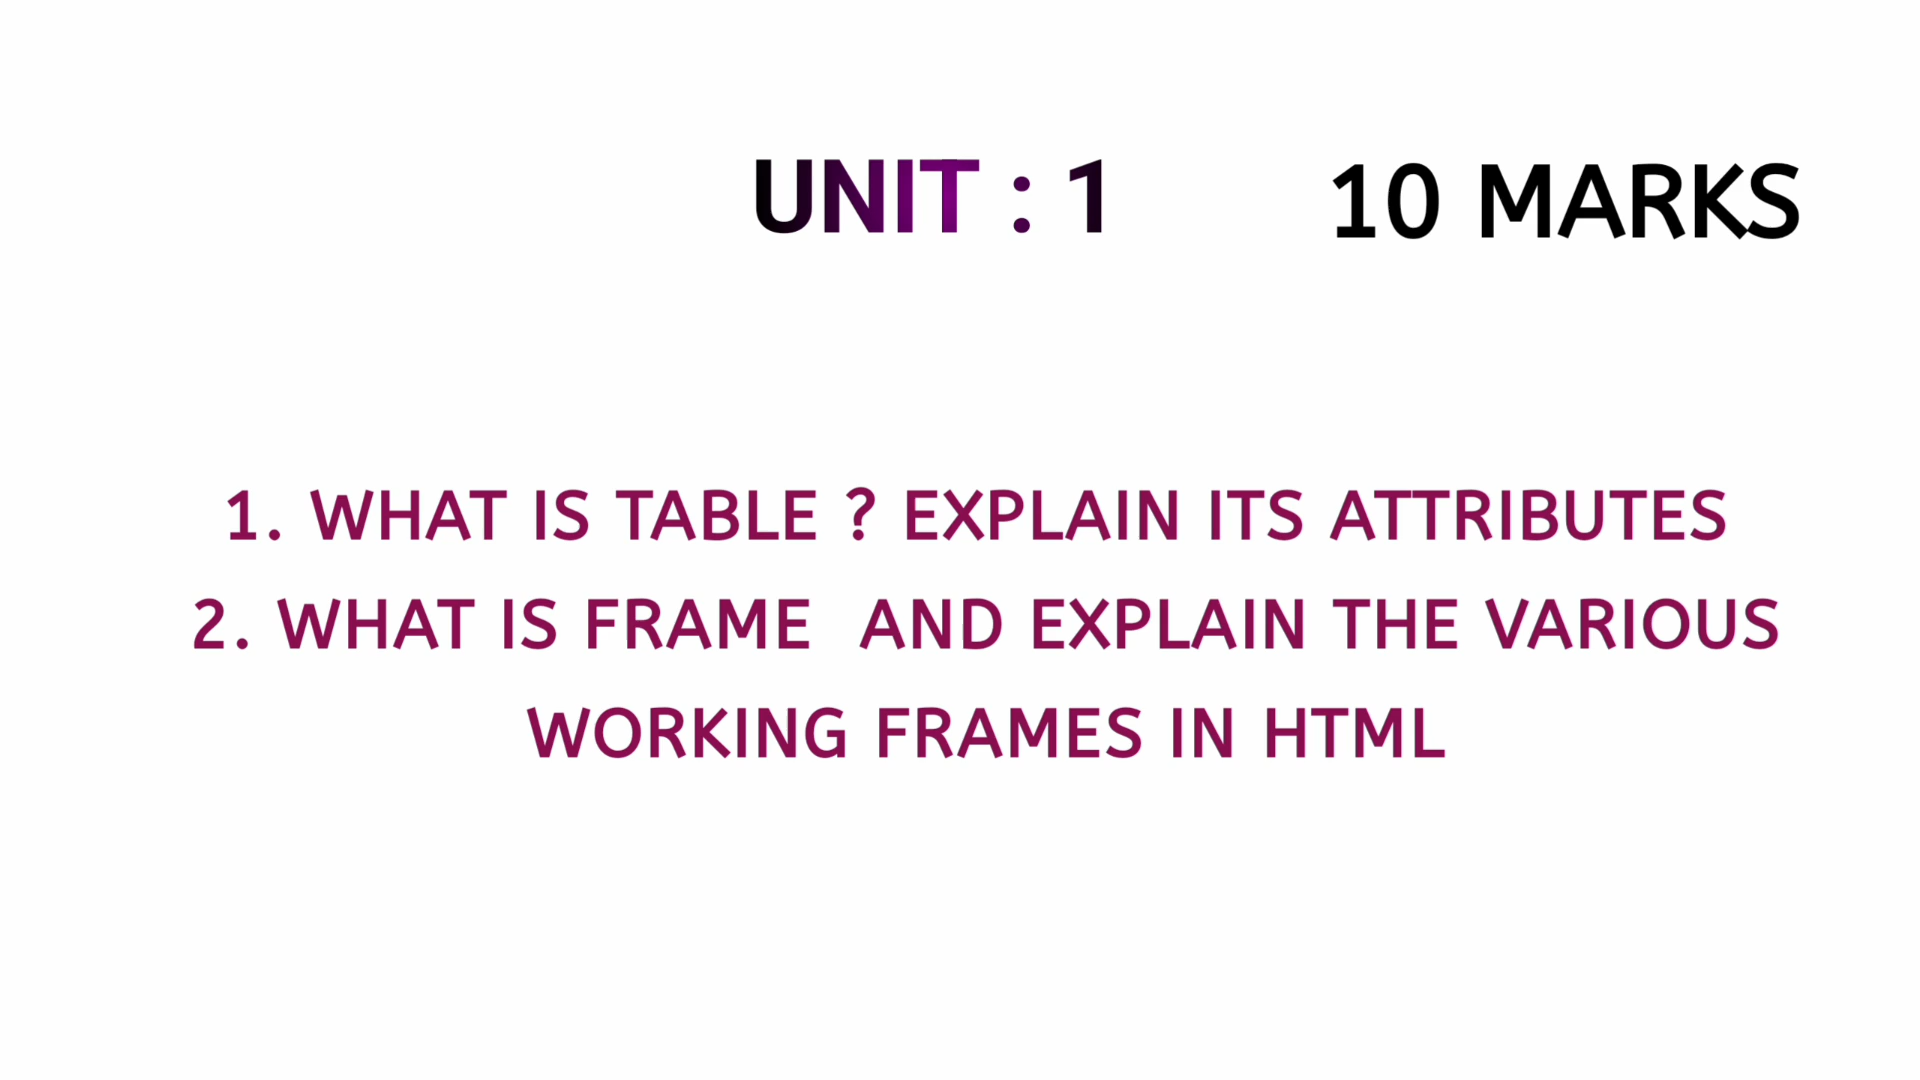 UNIT : 1
10 MARKS
1. WHAT IS TABLE ? EXPLAIN ITS ATTRIBUTES
2. WHAT IS FRAME  AND EXPLAIN THE VARIOUS
WORKING FRAMES IN HTML